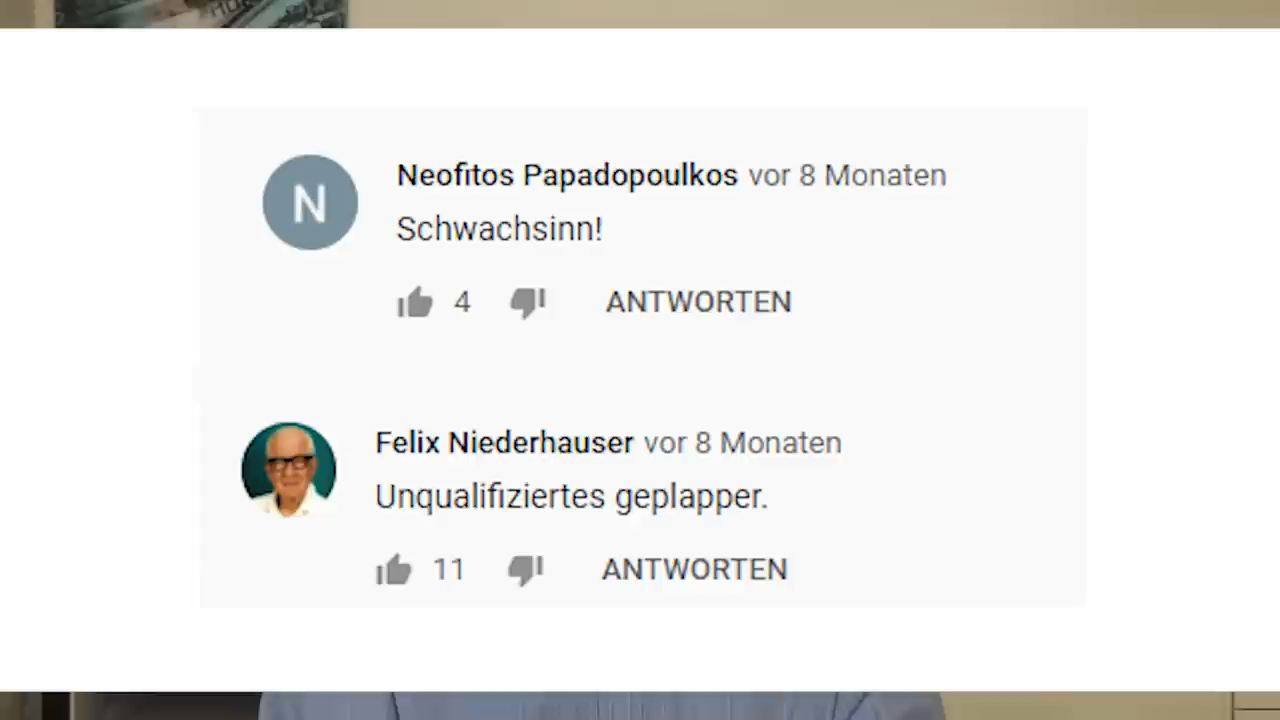 N
Neofitos Papadopoulkos vor 8 Monaten
Schwachsinn!
4 ANTWORTEN
Felix Niederhauser vor 8 Monaten
Unqualifiziertes geplapper.
11 ANTWORTEN